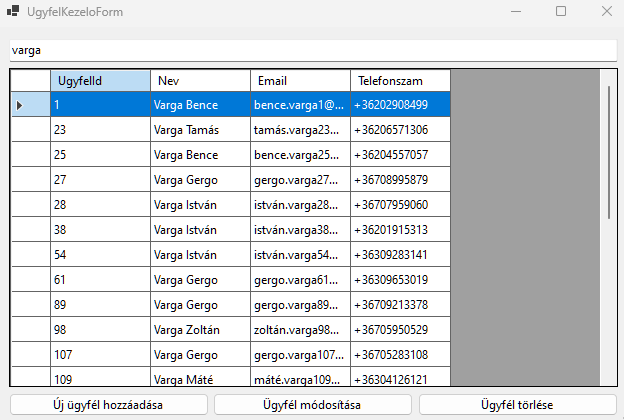 UgyfelKezeloForm
varga
UgyfelId Nev Email Telefonszam
1 Varga Bence bence.varga1@... +36202908499
23 Varga Tamás tamás.varga23... +36206571306
25 Varga Bence bence.varga25... +36204557057
27 Varga Gergo gergo.varga27... +36708995879
28 Varga István istván.varga28... +36707959060
38 Varga István istván.varga38... +36201915313
54 Varga István istván.varga54... +36309283141
61 Varga Gergo gergo.varga61... +36309653019
89 Varga Gergo gergo.varga89... +36709213378
98 Varga Zoltán zoltán.varga98... +36705950529
107 Varga Gergo gergo.varga107... +36705283108
109 Varga Máté máté.varga109... +36304126121
Új ügyfél hozzáadása Ügyfél módosítása Ügyfél törlése